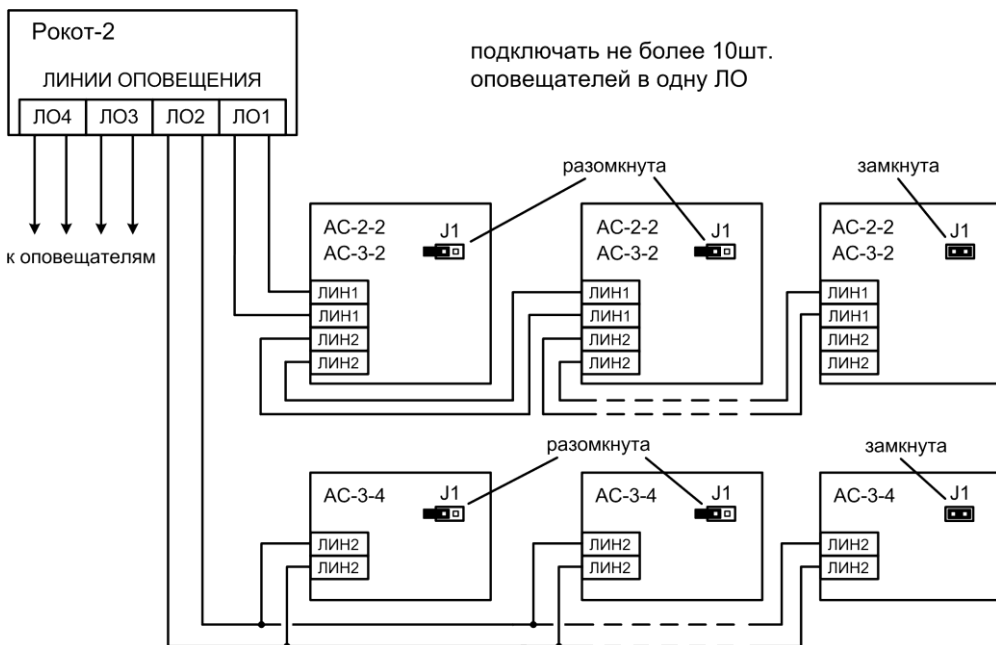 Рокот-2
ЛИНИИ ОПОВЕЩЕНИЯ
ЛО4 ЛО3 ЛО2 ЛО1
к оповещателям
подключать не более 10шт.
оповещателей в одну ЛО
разомкнута
замкнута
АС-2-2
АС-3-2
J1
ЛИН1
ЛИН1
ЛИН2
ЛИН2
АС-2-2
АС-3-2
J1
ЛИН1
ЛИН1
ЛИН2
ЛИН2
АС-2-2
АС-3-2
J1
ЛИН1
ЛИН1
ЛИН2
ЛИН2
разомкнута
замкнута
АС-3-4
J1
ЛИН2
ЛИН2
АС-3-4
J1
ЛИН2
ЛИН2
АС-3-4
J1
ЛИН2
ЛИН2